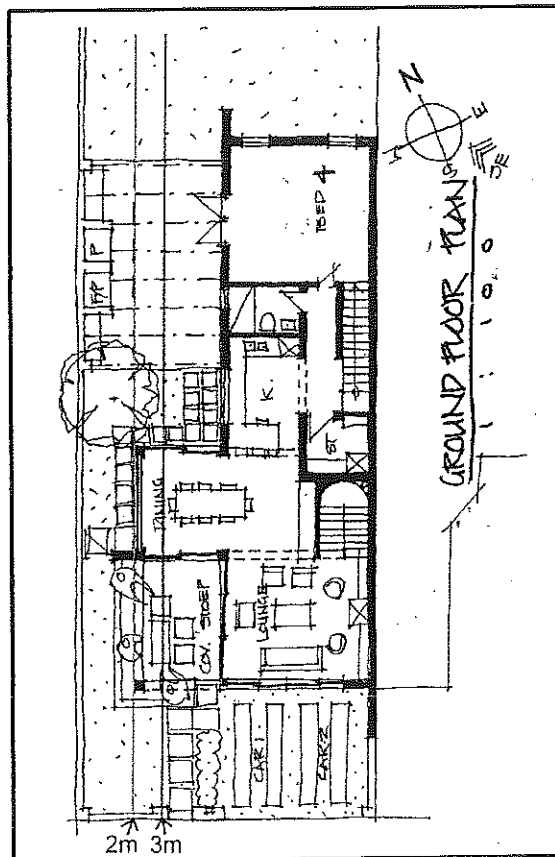 N
E
S
W
GROUND FLOOR PLAN
BED 4
P
F/P
K.
ST
DINING
COV. STOEP
LOUNGE
CAR 1
CAR 2
2m
3m